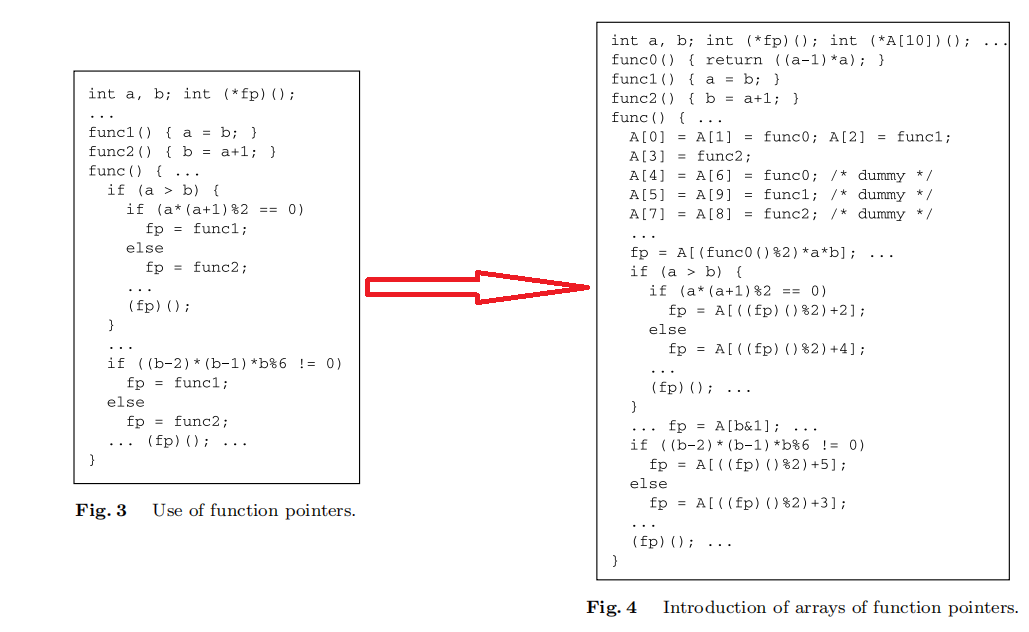 int a, b; int (*fp)();
...
func1() { a = b; }
func2() { b = a+1; }
func() { ...
if (a > b) {
if (a*(a+1)%2 == 0)
fp = func1;
else
fp = func2;
...
(fp)();
}
...
if ((b-2)*(b-1)*b%6 != 0)
fp = func1;
else
fp = func2;
... (fp)(); ...
}
Fig. 3 Use of function pointers.
int a, b; int (*fp)(); int (*A[10])(); ...
func0() { return ((a-1)*a); }
func1() { a = b; }
func2() { b = a+1; }
func() { ...
A[0] = A[1] = func0; A[2] = func1;
A[3] = func2;
A[4] = A[6] = func0; /* dummy */
A[5] = A[9] = func1; /* dummy */
A[7] = A[8] = func2; /* dummy */
...
fp = A[(func0()%2)*a*b]; ...
if (a > b) {
if (a*(a+1)%2 == 0)
fp = A[((fp)()%2)+2];
else
fp = A[((fp)()%2)+4];
...
(fp)(); ...
}
... fp = A[b&1]; ...
if ((b-2)*(b-1)*b%6 != 0)
fp = A[((fp)()%2)+5];
else
fp = A[((fp)()%2)+3];
...
(fp)(); ...
}
Fig. 4 Introduction of arrays of function pointers.